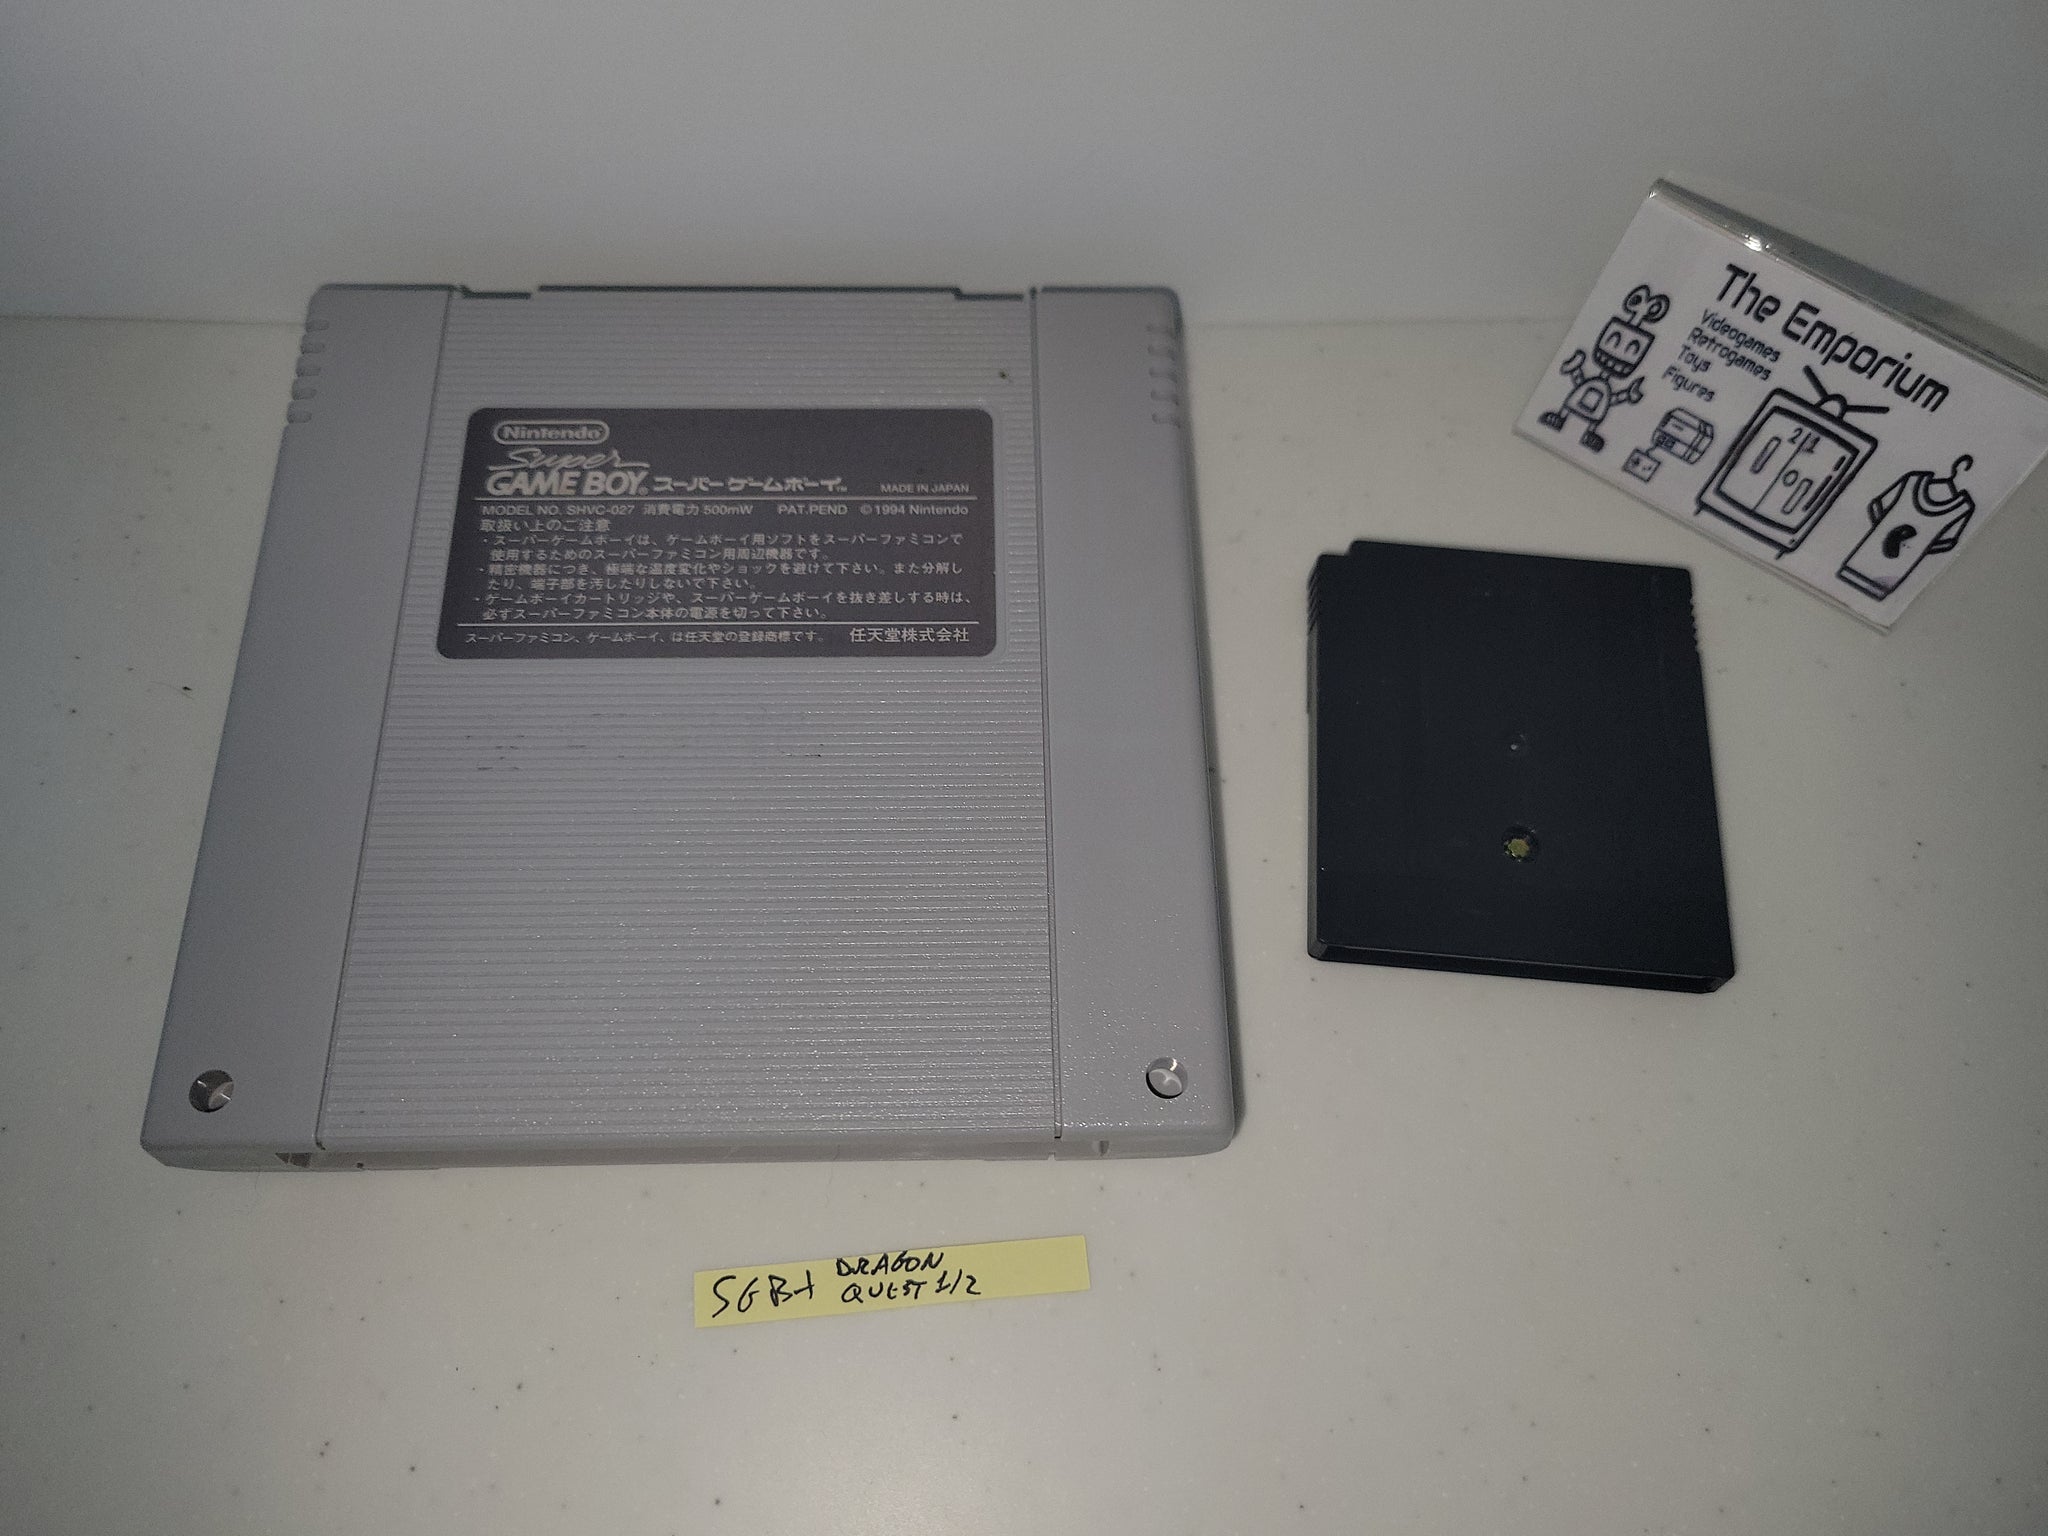 Nintendo
Super
GAME BOY® スーパーゲームボーイ™ MADE IN JAPAN
MODEL NO. SHVC-027 消費電力 500mW PAT.PEND ©1994 Nintendo
取扱い上のご注意
・スーパーゲームボーイは、ゲームボーイ用ソフトをスーパーファミコンで
使用するためのスーパーファミコン用周辺機器です。
・精密機器につき、極端な温度変化やショックを避けて下さい。また分解し
たり、端子部を汚したりしないで下さい。
・ゲームボーイカートリッジや、スーパーゲームボーイを抜き差しする時は、
必ずスーパーファミコン本体の電源を切って下さい。
スーパーファミコン、ゲームボーイ、は任天堂の登録商標です。 任天堂株式会社
The Emporium
Videogames
Retrogames
Toys
Figures
2 1
SGB+ DRAGON
QUEST 1/2